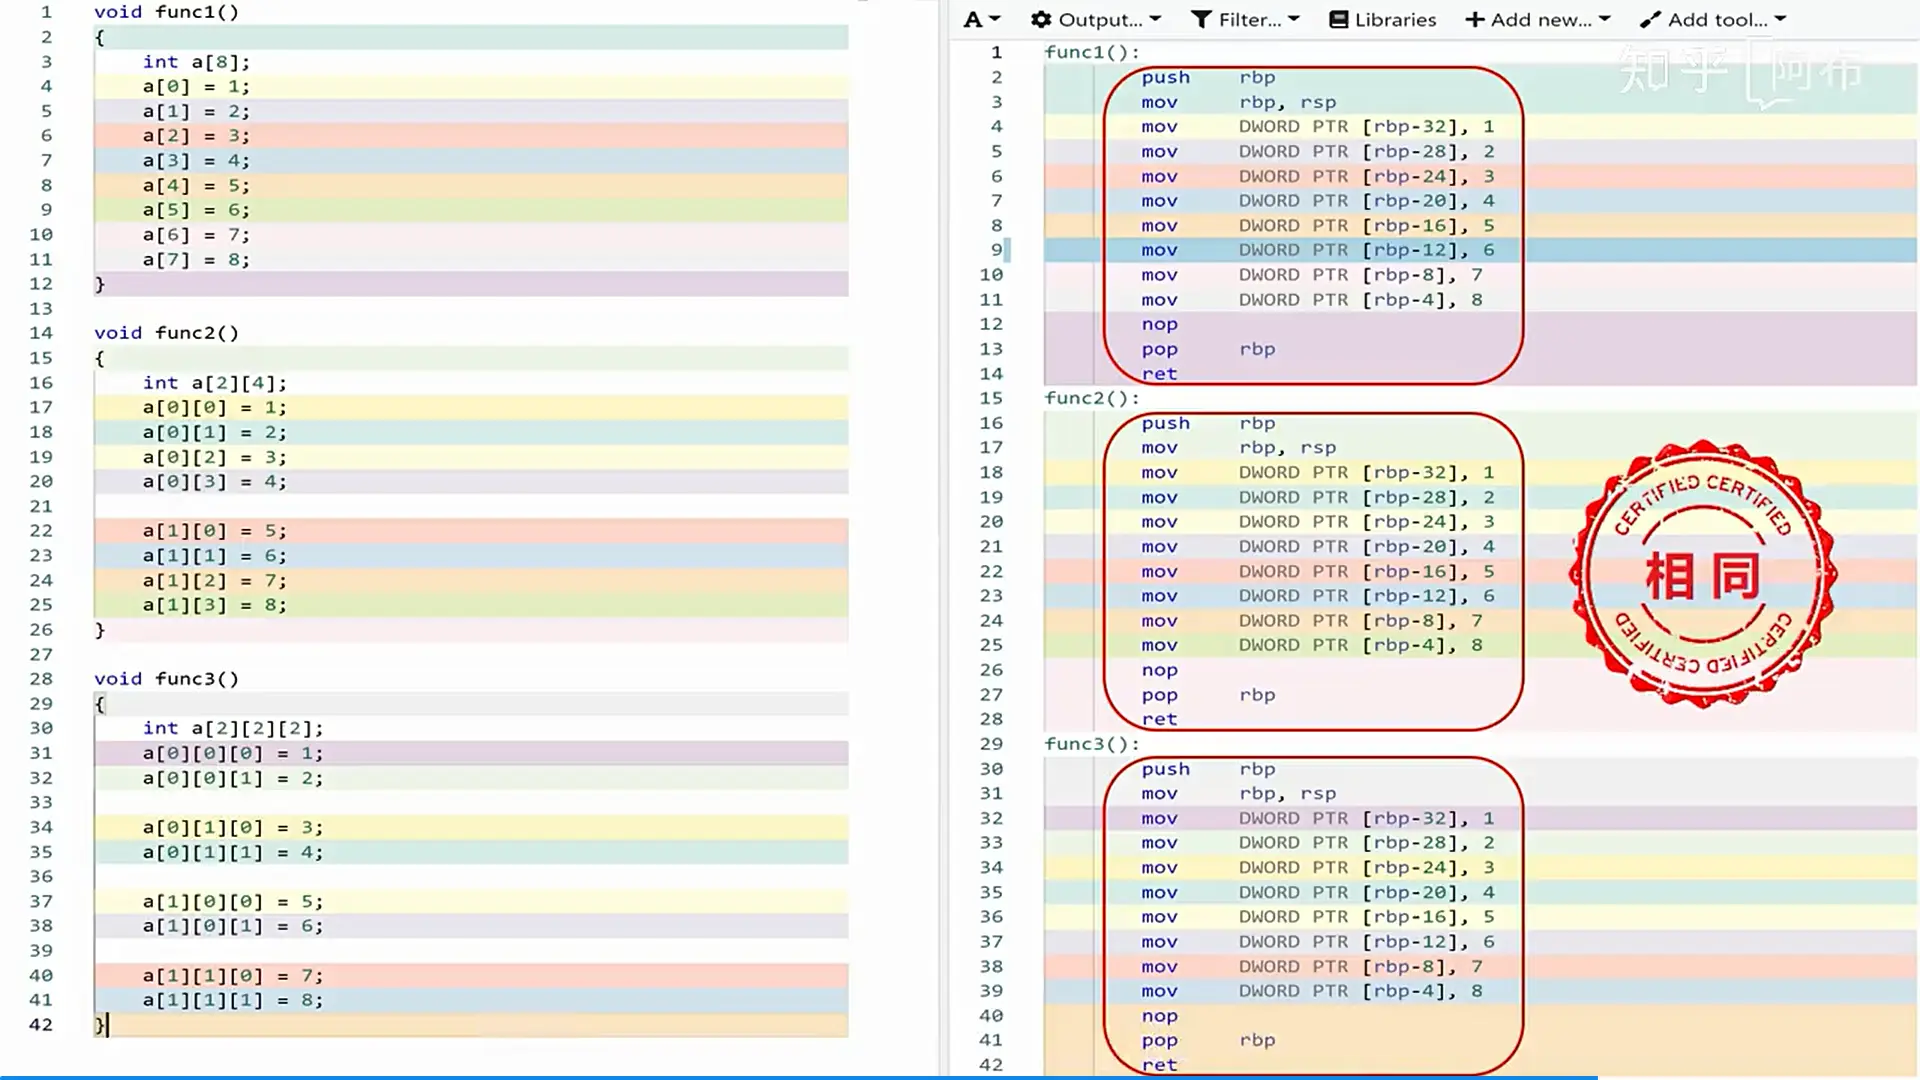 1 void func1()
2 {
3 int a[8];
4 a[0] = 1;
5 a[1] = 2;
6 a[2] = 3;
7 a[3] = 4;
8 a[4] = 5;
9 a[5] = 6;
10 a[6] = 7;
11 a[7] = 8;
12 }
13
14 void func2()
15 {
16 int a[2][4];
17 a[0][0] = 1;
18 a[0][1] = 2;
19 a[0][2] = 3;
20 a[0][3] = 4;
21
22 a[1][0] = 5;
23 a[1][1] = 6;
24 a[1][2] = 7;
25 a[1][3] = 8;
26 }
27
28 void func3()
29 {
30 int a[2][2][2];
31 a[0][0][0] = 1;
32 a[0][0][1] = 2;
33
34 a[0][1][0] = 3;
35 a[0][1][1] = 4;
36
37 a[1][0][0] = 5;
38 a[1][0][1] = 6;
39
40 a[1][1][0] = 7;
41 a[1][1][1] = 8;
42 }
A Output... Filter... Libraries Add new... Add tool...
知乎 阿布
1 func1():
2 push rbp
3 mov rbp, rsp
4 mov DWORD PTR [rbp-32], 1
5 mov DWORD PTR [rbp-28], 2
6 mov DWORD PTR [rbp-24], 3
7 mov DWORD PTR [rbp-20], 4
8 mov DWORD PTR [rbp-16], 5
9 mov DWORD PTR [rbp-12], 6
10 mov DWORD PTR [rbp-8], 7
11 mov DWORD PTR [rbp-4], 8
12 nop
13 pop rbp
14 ret
15 func2():
16 push rbp
17 mov rbp, rsp
18 mov DWORD PTR [rbp-32], 1
19 mov DWORD PTR [rbp-28], 2
20 mov DWORD PTR [rbp-24], 3
21 mov DWORD PTR [rbp-20], 4
22 mov DWORD PTR [rbp-16], 5
23 mov DWORD PTR [rbp-12], 6
24 mov DWORD PTR [rbp-8], 7
25 mov DWORD PTR [rbp-4], 8
26 nop
27 pop rbp
28 ret
29 func3():
30 push rbp
31 mov rbp, rsp
32 mov DWORD PTR [rbp-32], 1
33 mov DWORD PTR [rbp-28], 2
34 mov DWORD PTR [rbp-24], 3
35 mov DWORD PTR [rbp-20], 4
36 mov DWORD PTR [rbp-16], 5
37 mov DWORD PTR [rbp-12], 6
38 mov DWORD PTR [rbp-8], 7
39 mov DWORD PTR [rbp-4], 8
40 nop
41 pop rbp
42 ret
CERTIFIED CERTIFIED
相同
CERTIFIED CERTIFIED